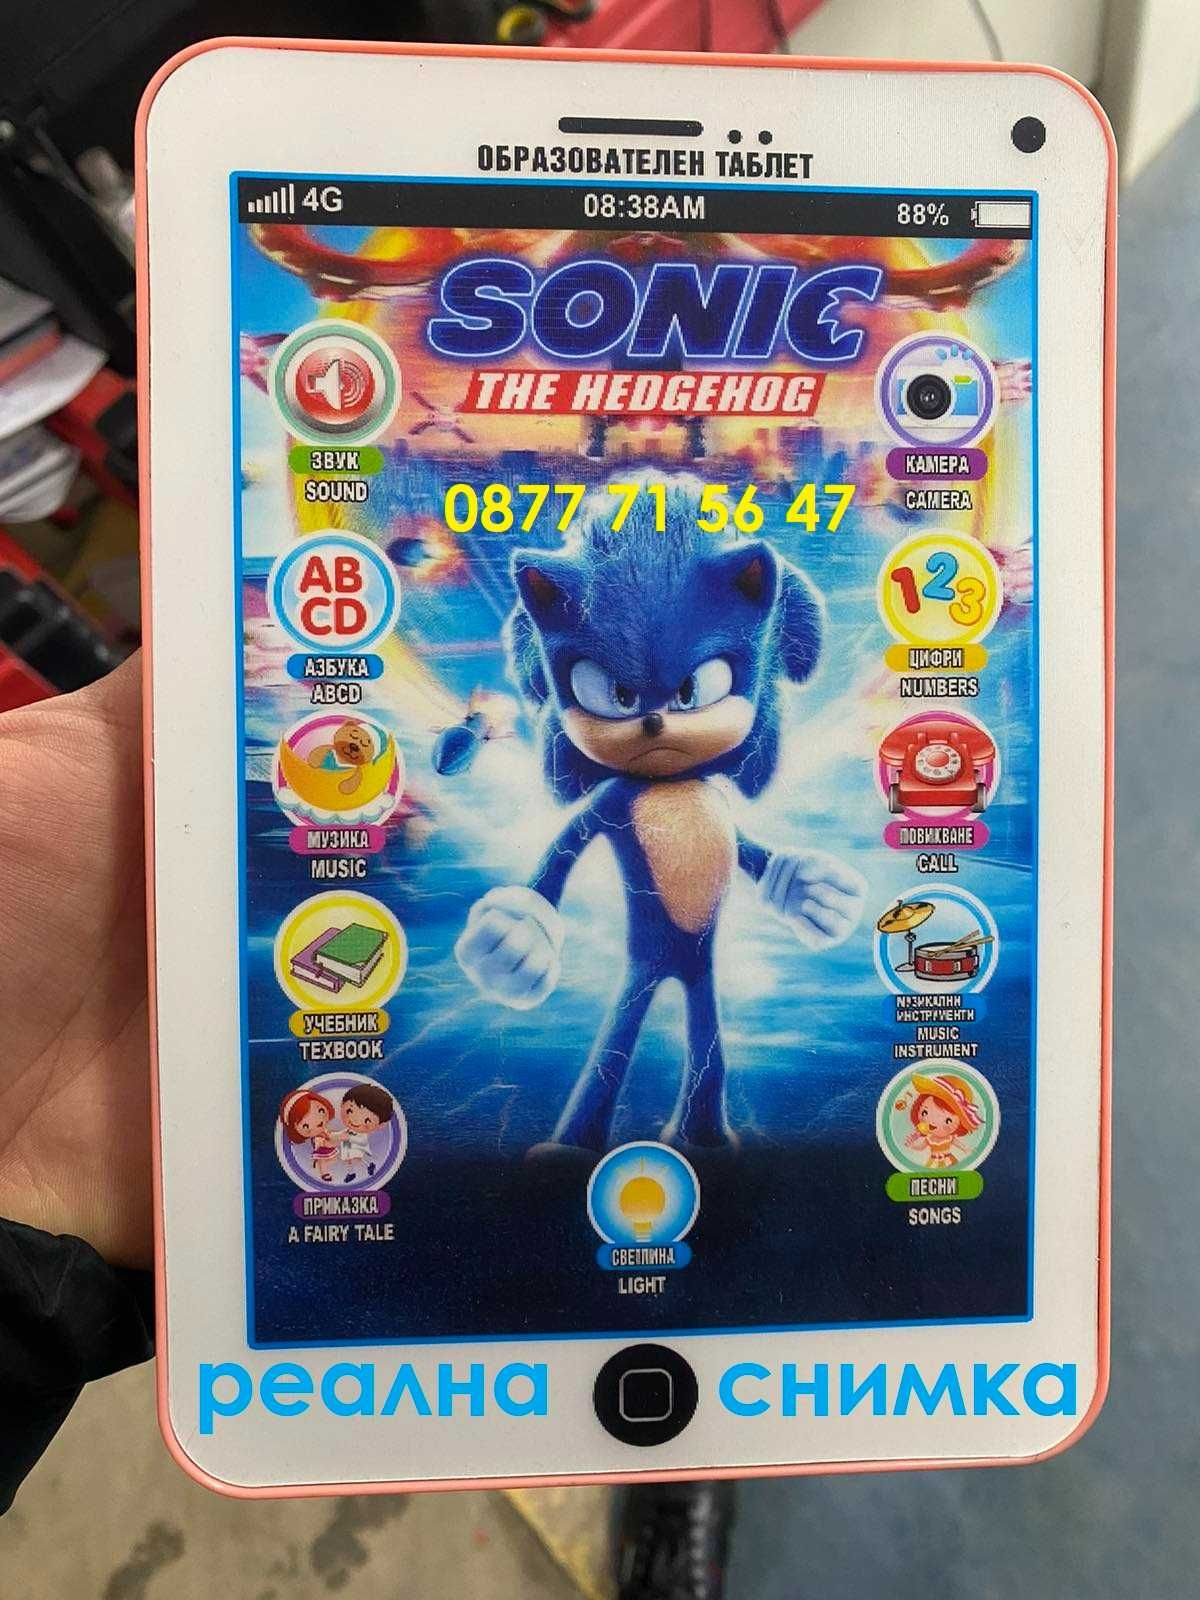 ОБРАЗОВАТЕЛЕН ТАБЛЕТ
4G 08:38AM 88%
SONIC
THE HEDGEHOG
0877 71 56 47
ЗВУК
SOUND
КАМЕРА
CAMERA
AB
CD
АЗБУКА
ABCD
123
ЦИФРИ
NUMBERS
МУЗИКА
MUSIC
ПОВИКВАНЕ
CALL
УЧЕБНИК
TEXBOOK
МУЗИКАЛНИ
ИНСТРУМЕНТИ
MUSIC
INSTRUMENT
ПРИКАЗКА
A FAIRY TALE
ПЕСНИ
SONGS
СВЕТЛИНА
LIGHT
реална снимка